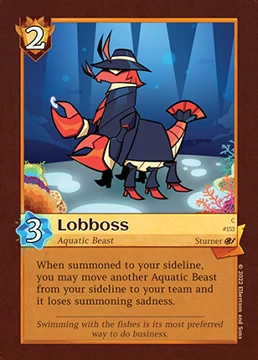 2
3
Lobboss
C
#153
Aquatic Beast
Sturner
When summoned to your sideline,
you may move another Aquatic Beast
from your sideline to your team and
it loses summoning sadness.
Swimming with the fishes is its most preferred
way to do business.
© 2022 Elbertson and Sons